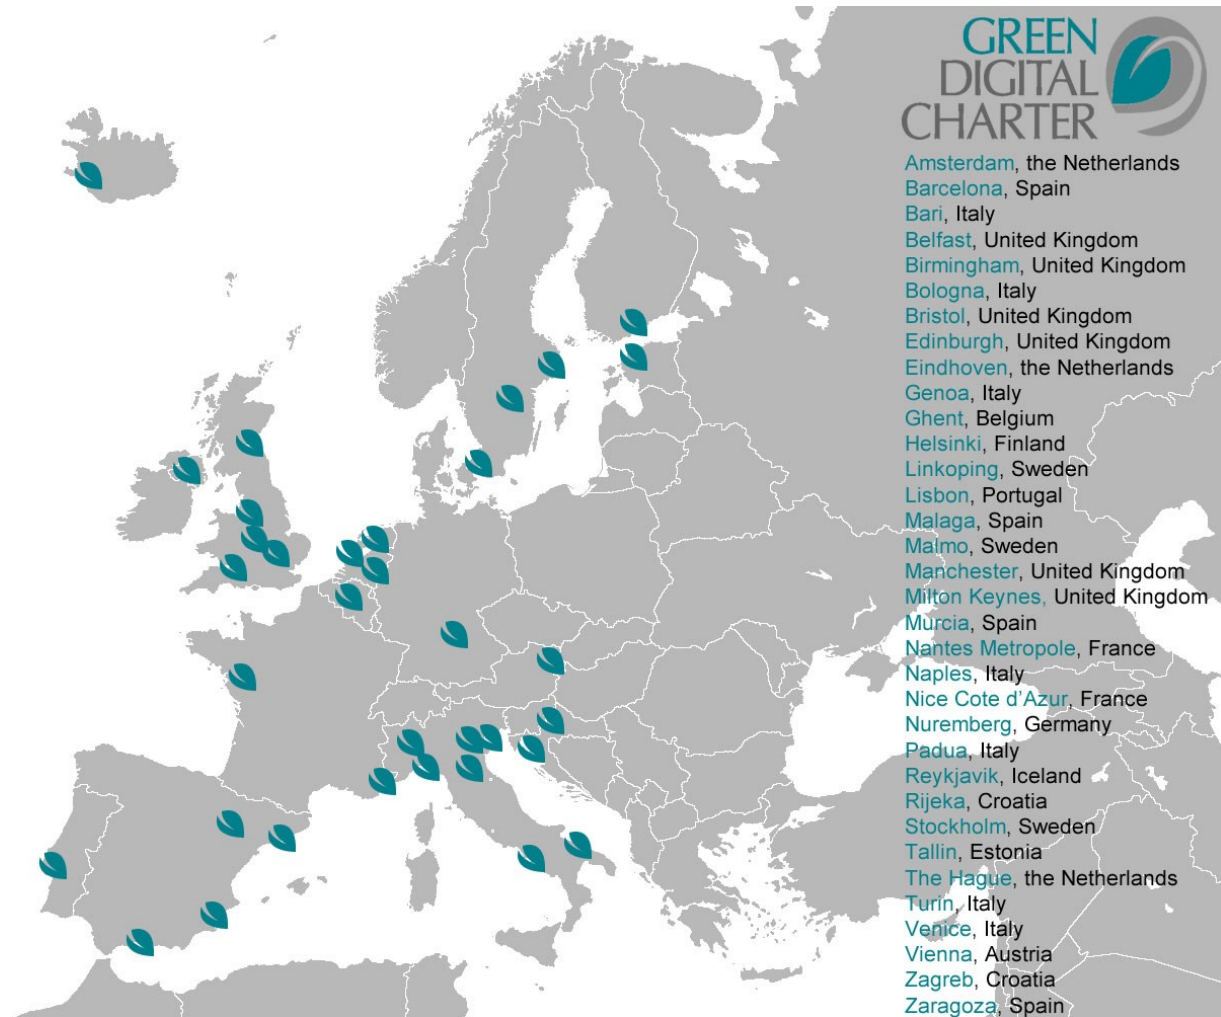 GREEN
DIGITAL
CHARTER
Amsterdam, the Netherlands
Barcelona, Spain
Bari, Italy
Belfast, United Kingdom
Birmingham, United Kingdom
Bologna, Italy
Bristol, United Kingdom
Edinburgh, United Kingdom
Eindhoven, the Netherlands
Genoa, Italy
Ghent, Belgium
Helsinki, Finland
Linkoping, Sweden
Lisbon, Portugal
Malaga, Spain
Malmo, Sweden
Manchester, United Kingdom
Milton Keynes, United Kingdom
Murcia, Spain
Nantes Metropole, France
Naples, Italy
Nice Cote d'Azur, France
Nuremberg, Germany
Padua, Italy
Reykjavik, Iceland
Rijeka, Croatia
Stockholm, Sweden
Tallin, Estonia
The Hague, the Netherlands
Turin, Italy
Venice, Italy
Vienna, Austria
Zagreb, Croatia
Zaragoza, Spain